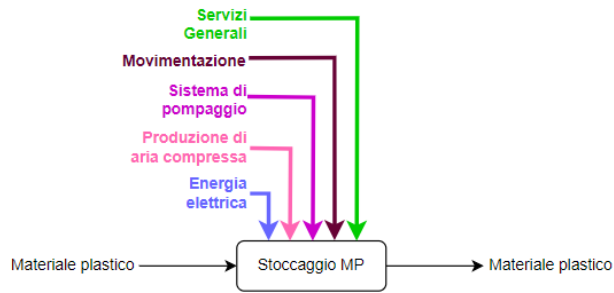 Servizi
Generali
Movimentazione
Sistema di
pompaggio
Produzione di
aria compressa
Energia
elettrica
Materiale plastico
Stoccaggio MP
Materiale plastico